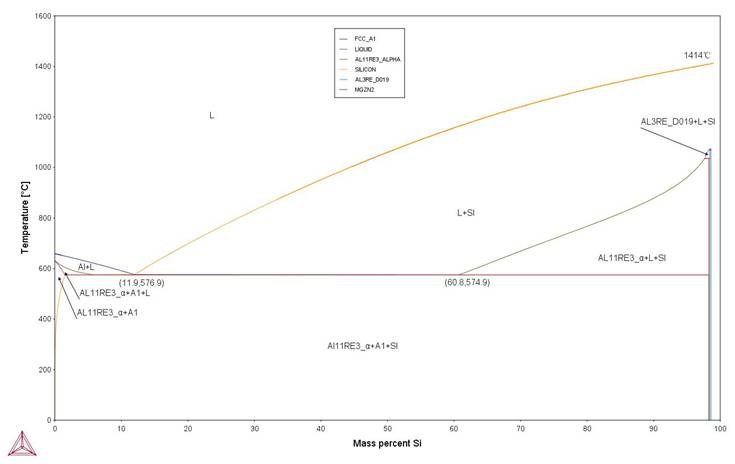 1600
1400
1200
1000
800
600
400
200
0
Temperature [°C]
FCC_A1
LIQUID
AL11RE3_ALPHA
SILICON
AL3RE_D019
MGZN2
1414℃
L
AL3RE_D019+L+SI
L+SI
AL11RE3_α+L+SI
Al+L
(11.9,576.9)
(60.8,574.9)
AL11RE3_α+A1+L
AL11RE3_α+A1
Al11RE3_α+A1+SI
0 10 20 30 40 50 60 70 80 90 100
Mass percent Si